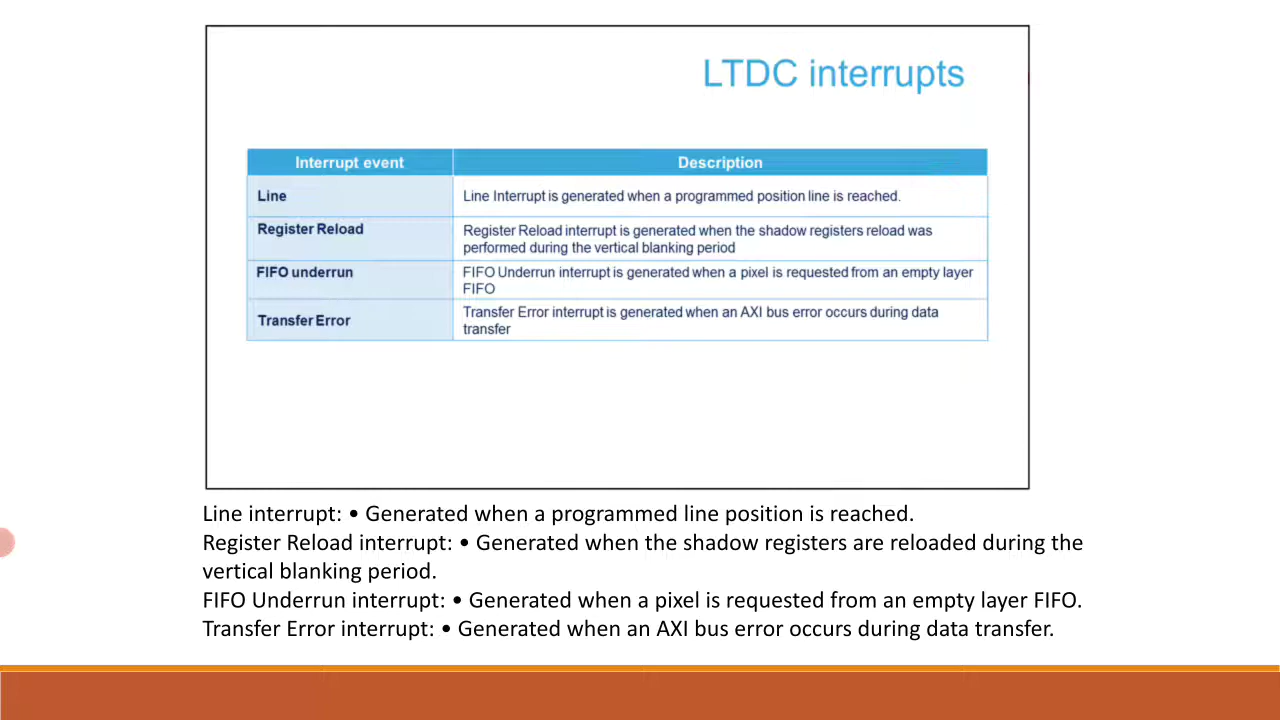 LTDC interrupts
Interrupt event Description
Line Line Interrupt is generated when a programmed position line is reached.
Register Reload Register Reload interrupt is generated when the shadow registers reload was
performed during the vertical blanking period
FIFO underrun FIFO Underrun interrupt is generated when a pixel is requested from an empty layer
FIFO
Transfer Error Transfer Error interrupt is generated when an AXI bus error occurs during data
transfer
Line interrupt: • Generated when a programmed line position is reached.
Register Reload interrupt: • Generated when the shadow registers are reloaded during the
vertical blanking period.
FIFO Underrun interrupt: • Generated when a pixel is requested from an empty layer FIFO.
Transfer Error interrupt: • Generated when an AXI bus error occurs during data transfer.